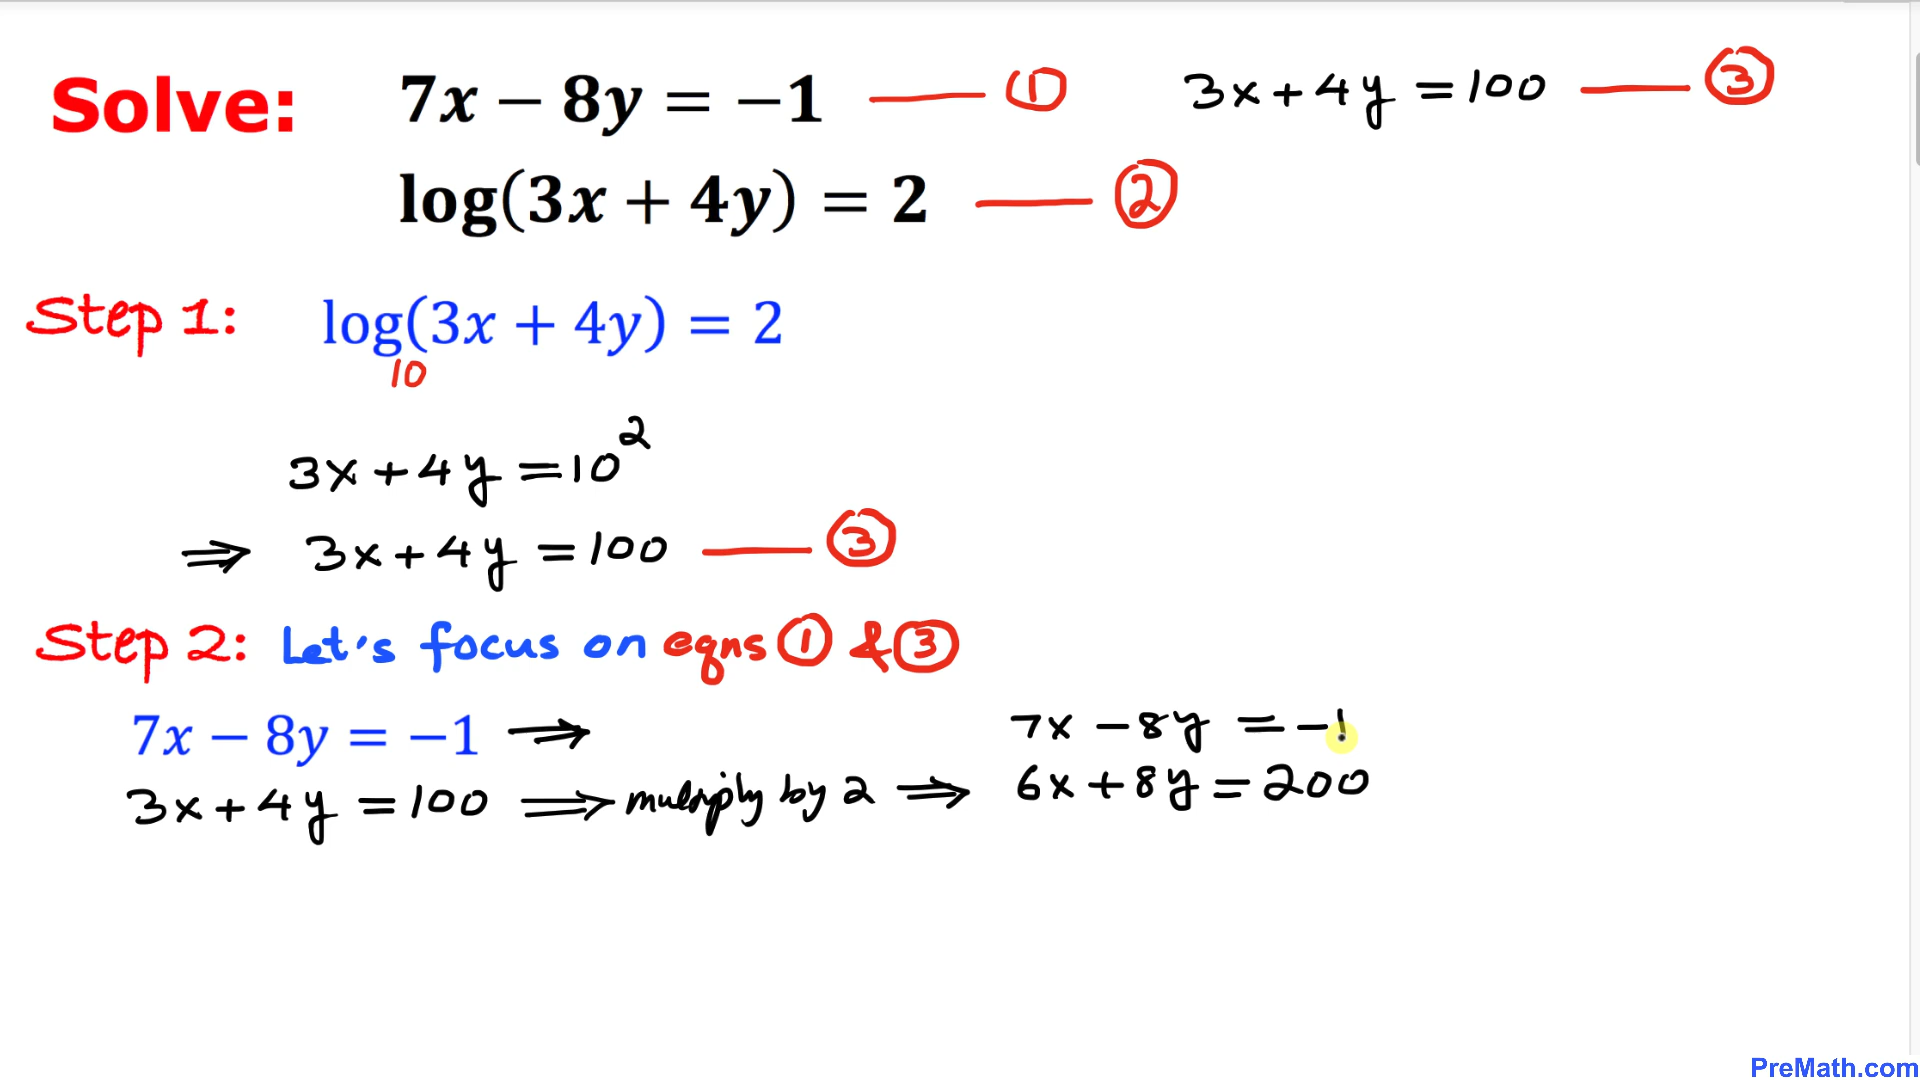 Solve: 7x − 8y = −1 —— ① 3x + 4y = 100 —— ③
log(3x + 4y) = 2 —— ②
Step 1: log(3x + 4y) = 2
10
3x + 4y = 10²
⇒ 3x + 4y = 100 —— ③
Step 2: Let's focus on eqns ① & ③
7x − 8y = −1 ⇒ 7x − 8y = −1
3x + 4y = 100 ⇒ multiply by 2 ⇒ 6x + 8y = 200
PreMath.com